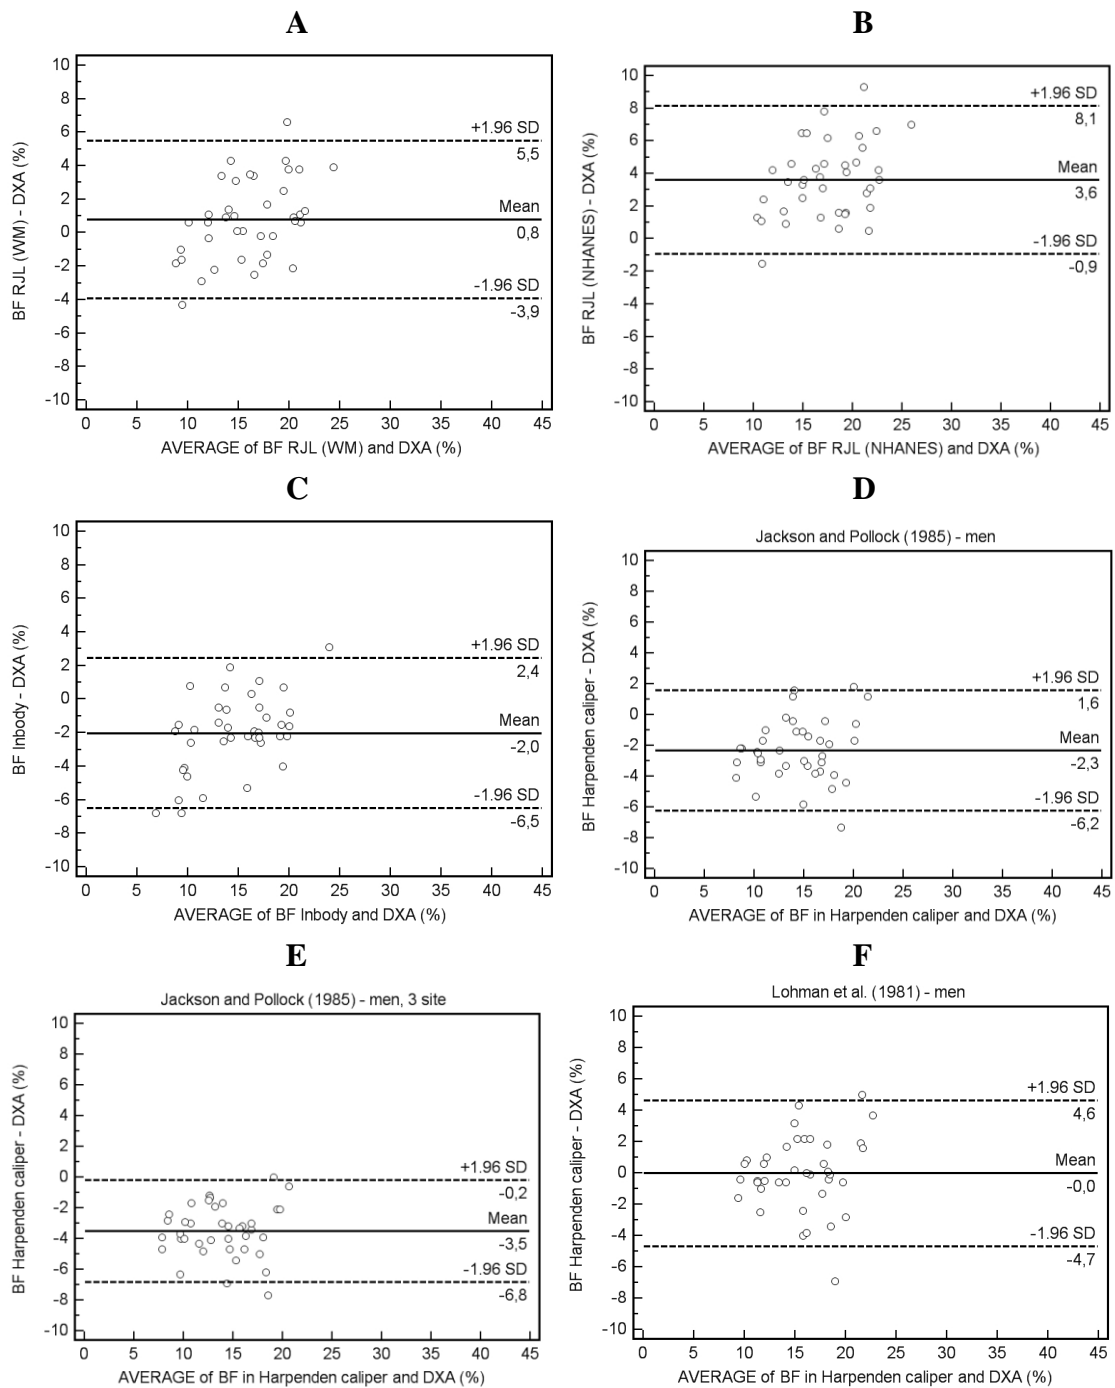 A
BF RJL (WM) - DXA (%)
10
8
6
4
2
0
-2
-4
-6
-8
-10
+1.96 SD
5,5
Mean
0,8
-1.96 SD
-3,9
0 5 10 15 20 25 30 35 40 45
AVERAGE of BF RJL (WM) and DXA (%)
B
BF RJL (NHANES) - DXA (%)
10
8
6
4
2
0
-2
-4
-6
-8
-10
+1.96 SD
8,1
Mean
3,6
-1.96 SD
-0,9
0 5 10 15 20 25 30 35 40 45
AVERAGE of BF RJL (NHANES) and DXA (%)
C
BF Inbody - DXA (%)
10
8
6
4
2
0
-2
-4
-6
-8
-10
+1.96 SD
2,4
Mean
-2,0
-1.96 SD
-6,5
0 5 10 15 20 25 30 35 40 45
AVERAGE of BF Inbody and DXA (%)
D
Jackson and Pollock (1985) - men
BF Harpenden caliper - DXA (%)
10
8
6
4
2
0
-2
-4
-6
-8
-10
+1.96 SD
1,6
Mean
-2,3
-1.96 SD
-6,2
0 5 10 15 20 25 30 35 40 45
AVERAGE of BF in Harpenden caliper and DXA (%)
E
Jackson and Pollock (1985) - men, 3 site
BF Harpenden caliper - DXA (%)
10
8
6
4
2
0
-2
-4
-6
-8
-10
+1.96 SD
-0,2
Mean
-3,5
-1.96 SD
-6,8
0 5 10 15 20 25 30 35 40 45
AVERAGE of BF in Harpenden caliper and DXA (%)
F
Lohman et al. (1981) - men
BF Harpenden caliper - DXA (%)
10
8
6
4
2
0
-2
-4
-6
-8
-10
+1.96 SD
4,6
Mean
-0,0
-1.96 SD
-4,7
0 5 10 15 20 25 30 35 40 45
AVERAGE of BF in Harpenden caliper and DXA (%)